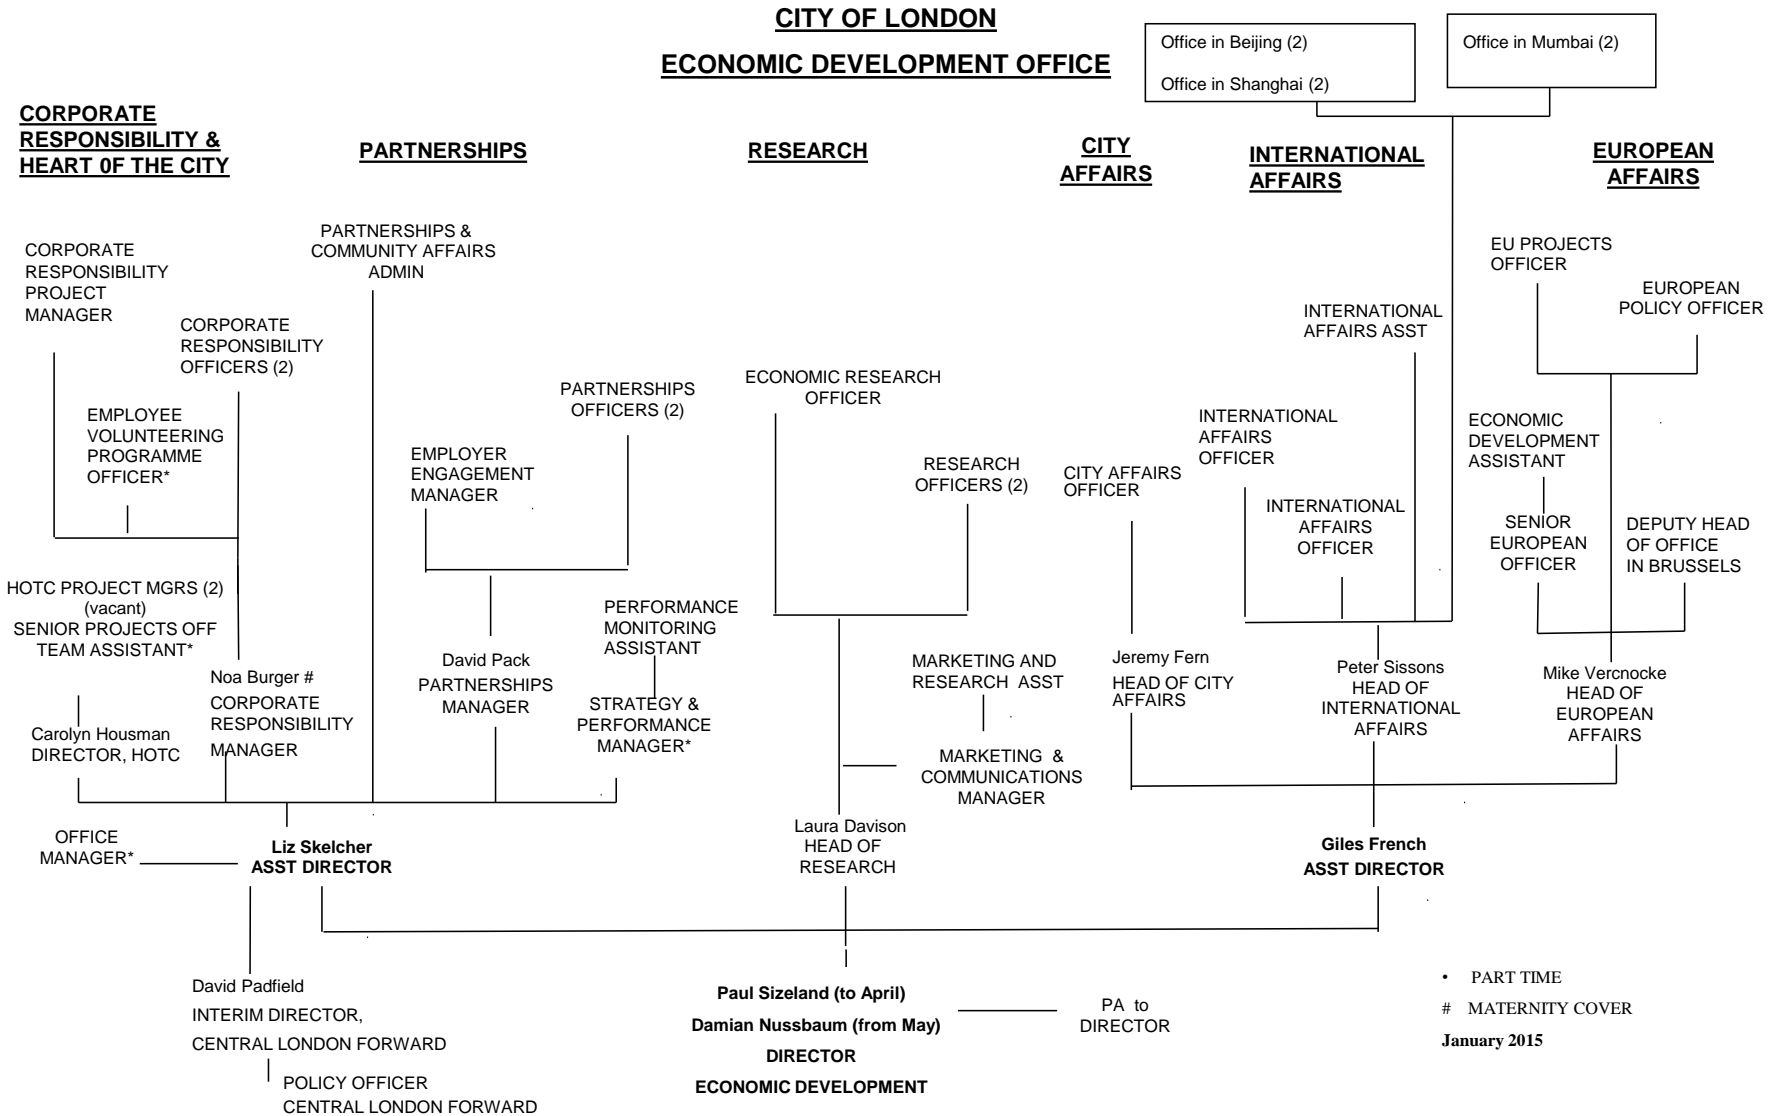 CITY OF LONDON
ECONOMIC DEVELOPMENT OFFICE
Office in Beijing (2)
Office in Shanghai (2)
Office in Mumbai (2)
CORPORATE
RESPONSIBILITY &
HEART 0F THE CITY
PARTNERSHIPS
RESEARCH
CITY
AFFAIRS
INTERNATIONAL
AFFAIRS
EUROPEAN
AFFAIRS
CORPORATE
RESPONSIBILITY
PROJECT
MANAGER
CORPORATE
RESPONSIBILITY
OFFICERS (2)
EMPLOYEE
VOLUNTEERING
PROGRAMME
OFFICER*
HOTC PROJECT MGRS (2)
(vacant)
SENIOR PROJECTS OFF
TEAM ASSISTANT*
Noa Burger #
CORPORATE
RESPONSIBILITY
MANAGER
Carolyn Housman
DIRECTOR, HOTC
PARTNERSHIPS &
COMMUNITY AFFAIRS
ADMIN
PARTNERSHIPS
OFFICERS (2)
EMPLOYER
ENGAGEMENT
MANAGER
David Pack
PARTNERSHIPS
MANAGER
PERFORMANCE
MONITORING
ASSISTANT
STRATEGY &
PERFORMANCE
MANAGER*
ECONOMIC RESEARCH
OFFICER
RESEARCH
OFFICERS (2)
MARKETING AND
RESEARCH ASST
MARKETING &
COMMUNICATIONS
MANAGER
Laura Davison
HEAD OF
RESEARCH
CITY AFFAIRS
OFFICER
Jeremy Fern
HEAD OF CITY
AFFAIRS
INTERNATIONAL
AFFAIRS ASST
INTERNATIONAL
AFFAIRS
OFFICER
INTERNATIONAL
AFFAIRS
OFFICER
Peter Sissons
HEAD OF
INTERNATIONAL
AFFAIRS
EU PROJECTS
OFFICER
EUROPEAN
POLICY OFFICER
ECONOMIC
DEVELOPMENT
ASSISTANT
SENIOR
EUROPEAN
OFFICER
DEPUTY HEAD
OF OFFICE
IN BRUSSELS
Mike Vercnocke
HEAD OF
EUROPEAN
AFFAIRS
OFFICE
MANAGER*
Liz Skelcher
ASST DIRECTOR
Giles French
ASST DIRECTOR
David Padfield
INTERIM DIRECTOR,
CENTRAL LONDON FORWARD
POLICY OFFICER
CENTRAL LONDON FORWARD
Paul Sizeland (to April)
Damian Nussbaum (from May)
DIRECTOR
ECONOMIC DEVELOPMENT
PA to
DIRECTOR
• PART TIME
# MATERNITY COVER
January 2015